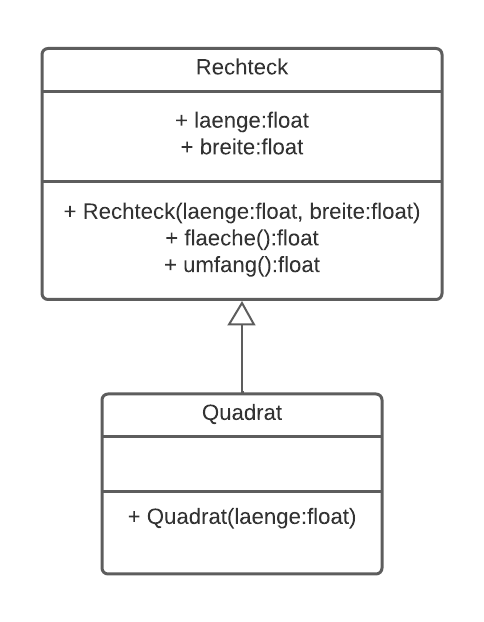 Rechteck
+ laenge:float
+ breite:float
+ Rechteck(laenge:float, breite:float)
+ flaeche():float
+ umfang():float
Quadrat
+ Quadrat(laenge:float)